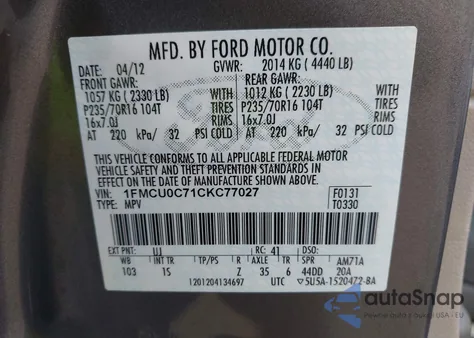 MFD. BY FORD MOTOR CO.
DATE: 04/12 GVWR: 2014 KG ( 4440 LB)
FRONT GAWR: REAR GAWR:
1057 KG ( 2330 LB) 1012 KG ( 2230 LB)
P235/70R16 104T TIRES P235/70R16 104T
16x7.0J RIMS 16x7.0J
AT 220 kPa/ 32 PSI COLD AT 220 kPa/ 32 PSI COLD
THIS VEHICLE CONFORMS TO ALL APPLICABLE FEDERAL MOTOR
VEHICLE SAFETY AND BUMPER AND THEFT PREVENTION STANDARDS
IN EFFECT ON THE DATE OF MANUFACTURE SHOWN ABOVE.
VIN: 1FMCU0C71CKC77027 F0131
TYPE: MPV T0330
EXT PNT: UJ RC: 41 DSO:
WB INT TR TP/PS R AXLE TR SPR AM71A
103 1S Z 35 6 44DD 20A
1201204134697 UTC 5U5A-1520472-BA
autoSnap